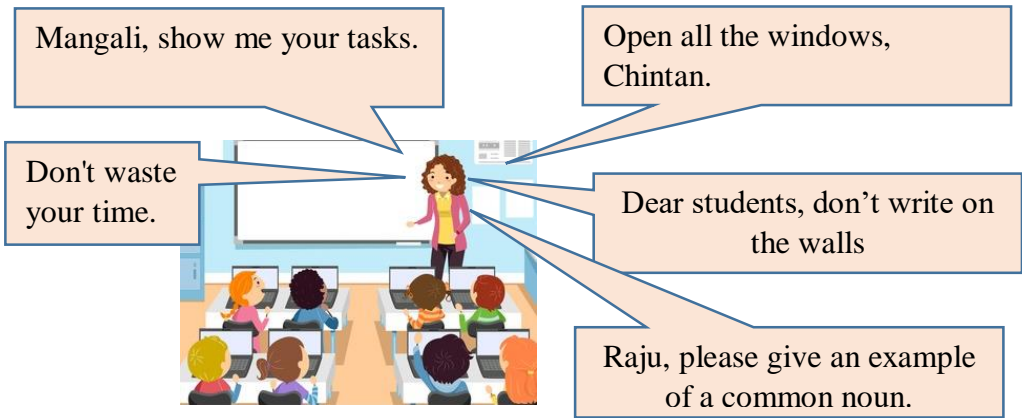 Mangali, show me your tasks.
Open all the windows,
Chintan.
Don't waste
your time.
Dear students, don’t write on
the walls
Raju, please give an example
of a common noun.